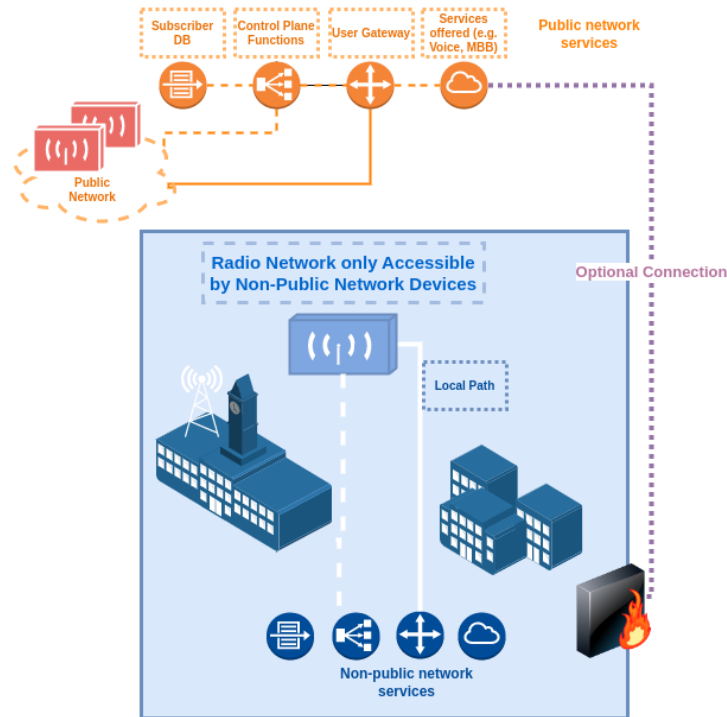 Subscriber
DB
Control Plane
Functions
User Gateway
Services
offered (e.g.
Voice, MBB)
Public network
services
Public
Network
Optional Connection
Radio Network only Accessible
by Non-Public Network Devices
Local Path
Non-public network
services